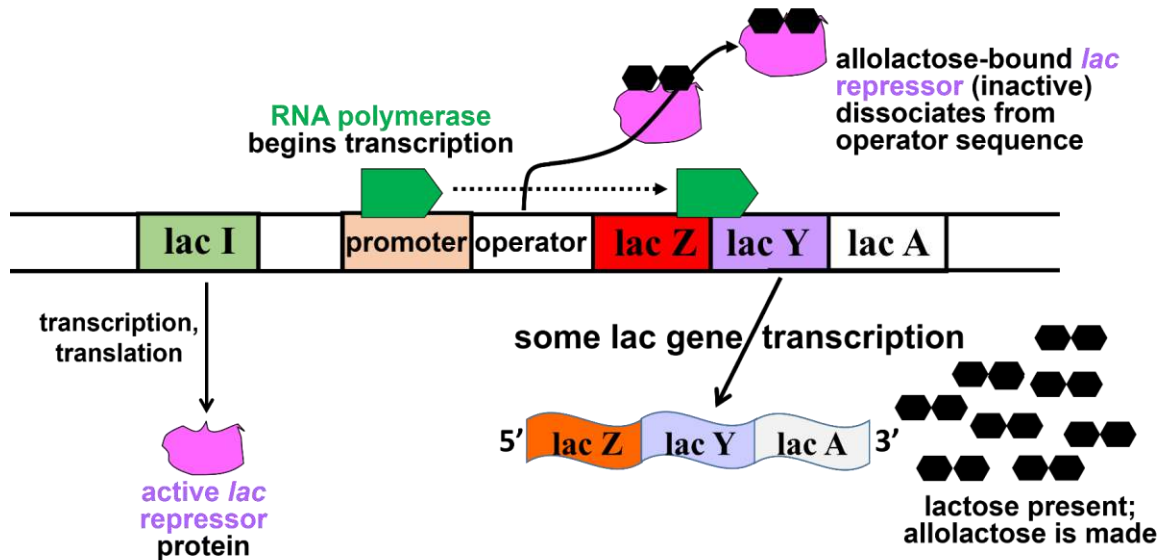 allolactose-bound lac
repressor (inactive)
dissociates from
operator sequence
RNA polymerase
begins transcription
lac I
promoter
operator
lac Z
lac Y
lac A
transcription,
translation
some lac gene transcription
5’
lac Z
lac Y
lac A
3’
active lac
repressor
protein
lactose present;
allolactose is made